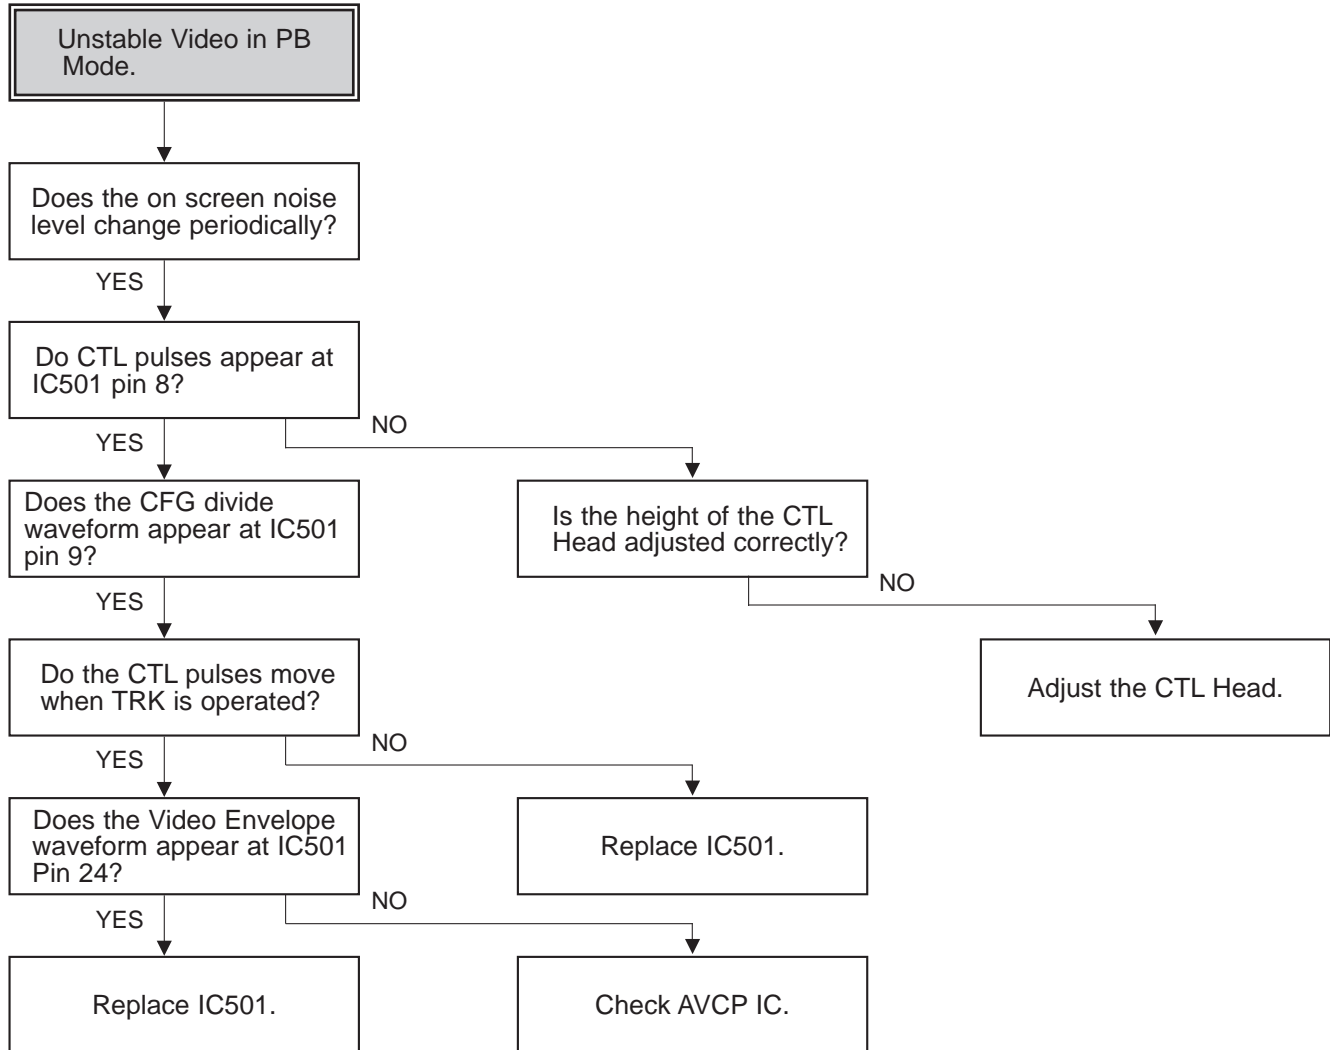 Unstable Video in PB
Mode.
Does the on screen noise
level change periodically?
YES
Do CTL pulses appear at
IC501 pin 8?
YES
NO
Does the CFG divide
waveform appear at IC501
pin 9?
Is the height of the CTL
Head adjusted correctly?
YES
NO
Do the CTL pulses move
when TRK is operated?
Adjust the CTL Head.
YES
NO
Does the Video Envelope
waveform appear at IC501
Pin 24?
Replace IC501.
YES
NO
Replace IC501.
Check AVCP IC.